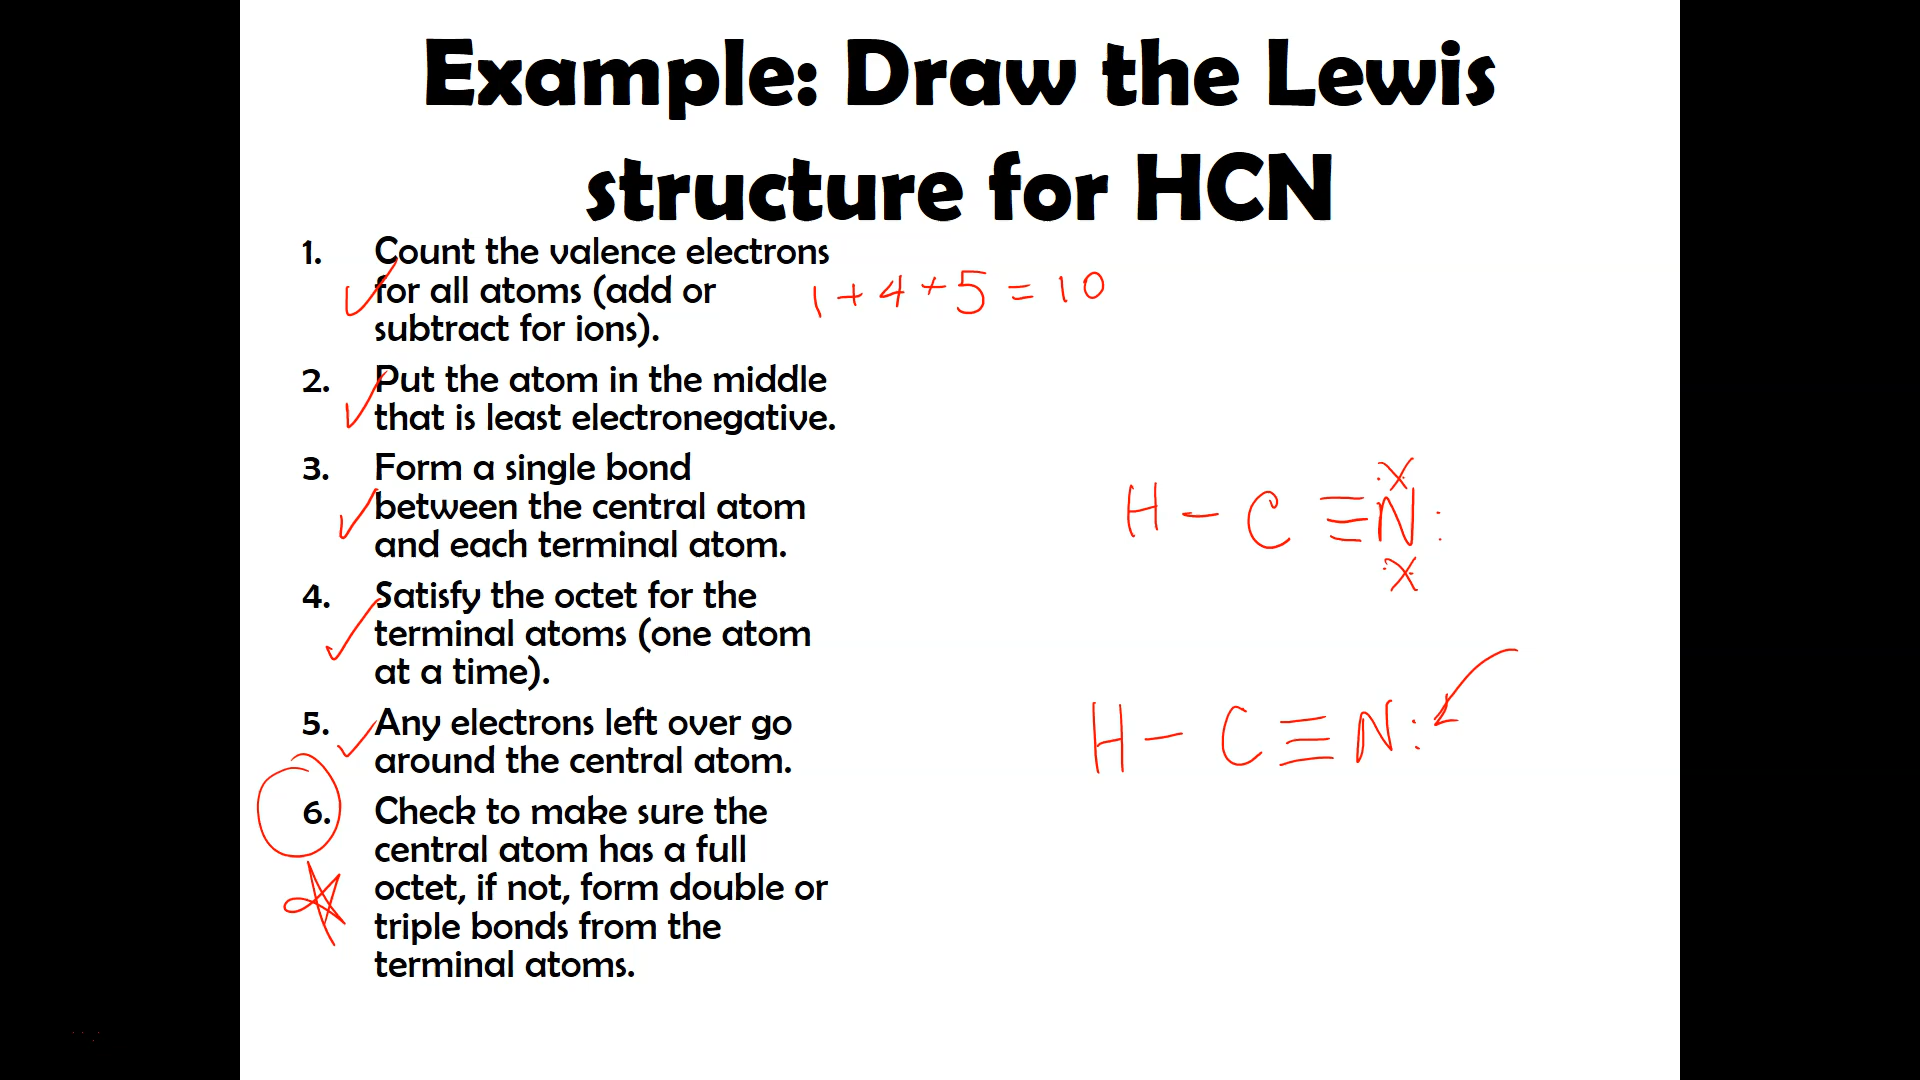 Example: Draw the Lewis
structure for HCN
1. Count the valence electrons
for all atoms (add or
subtract for ions).
1 + 4 + 5 = 10
2. Put the atom in the middle
that is least electronegative.
3. Form a single bond
between the central atom
and each terminal atom.
H - C ≡ N:
4. Satisfy the octet for the
terminal atoms (one atom
at a time).
5. Any electrons left over go
around the central atom.
H - C ≡ N:
6. Check to make sure the
central atom has a full
octet, if not, form double or
triple bonds from the
terminal atoms.